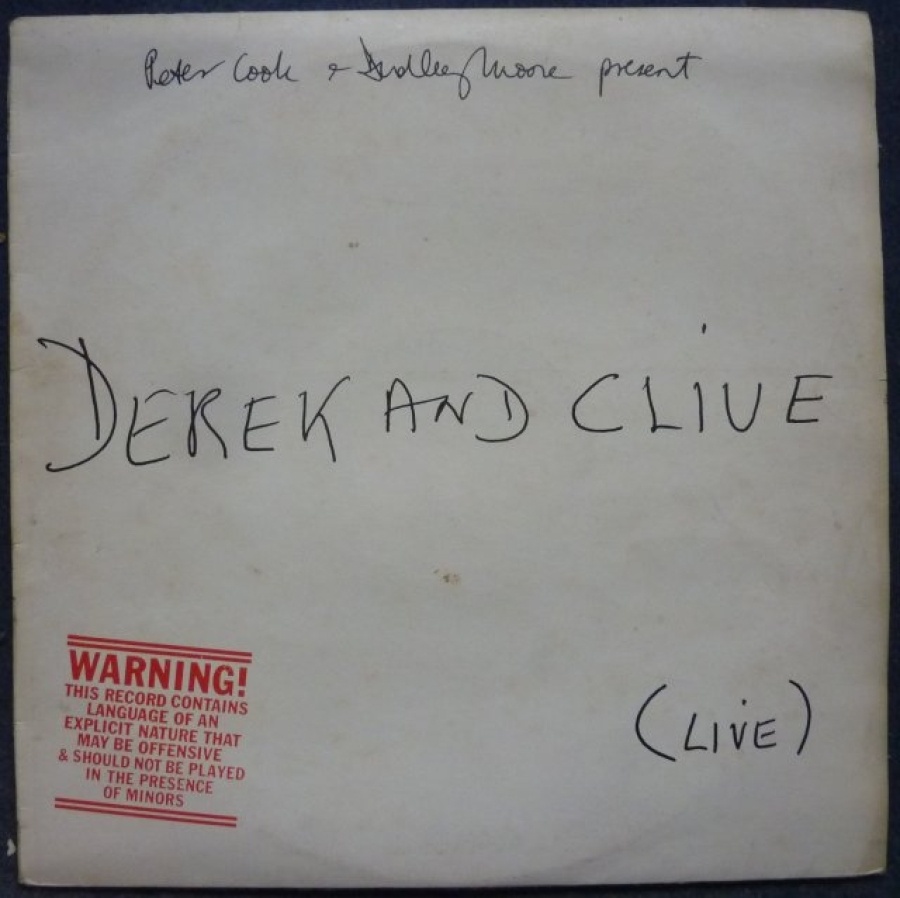 Peter Cook & Dudley Moore present
DEREK AND CLIVE
WARNING!
THIS RECORD CONTAINS
LANGUAGE OF AN
EXPLICIT NATURE THAT
MAY BE OFFENSIVE
& SHOULD NOT BE PLAYED
IN THE PRESENCE
OF MINORS
(LIVE)